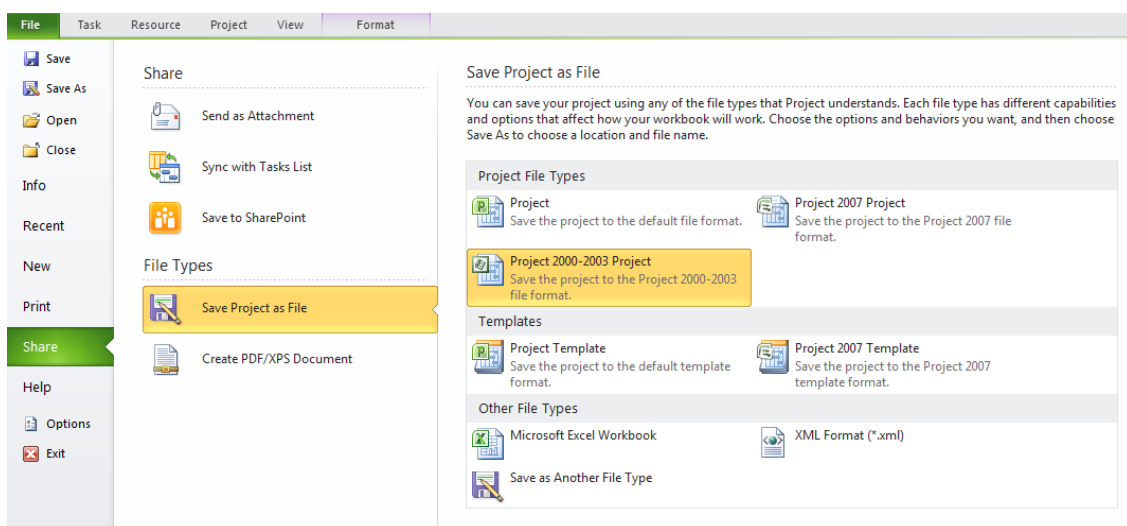 File Task Resource Project View Format
Save
Save As
Open
Close
Info
Recent
New
Print
Share
Help
Options
Exit
Share
Send as Attachment
Sync with Tasks List
Save to SharePoint
File Types
Save Project as File
Create PDF/XPS Document
Save Project as File
You can save your project using any of the file types that Project understands. Each file type has different capabilities
and options that affect how your workbook will work. Choose the options and behaviors you want, and then choose
Save As to choose a location and file name.
Project File Types
Project
Save the project to the default file format.
Project 2007 Project
Save the project to the Project 2007 file
format.
Project 2000-2003 Project
Save the project to the Project 2000-2003
file format.
Templates
Project Template
Save the project to the default template
format.
Project 2007 Template
Save the project to the Project 2007
template format.
Other File Types
Microsoft Excel Workbook
XML Format (*.xml)
Save as Another File Type